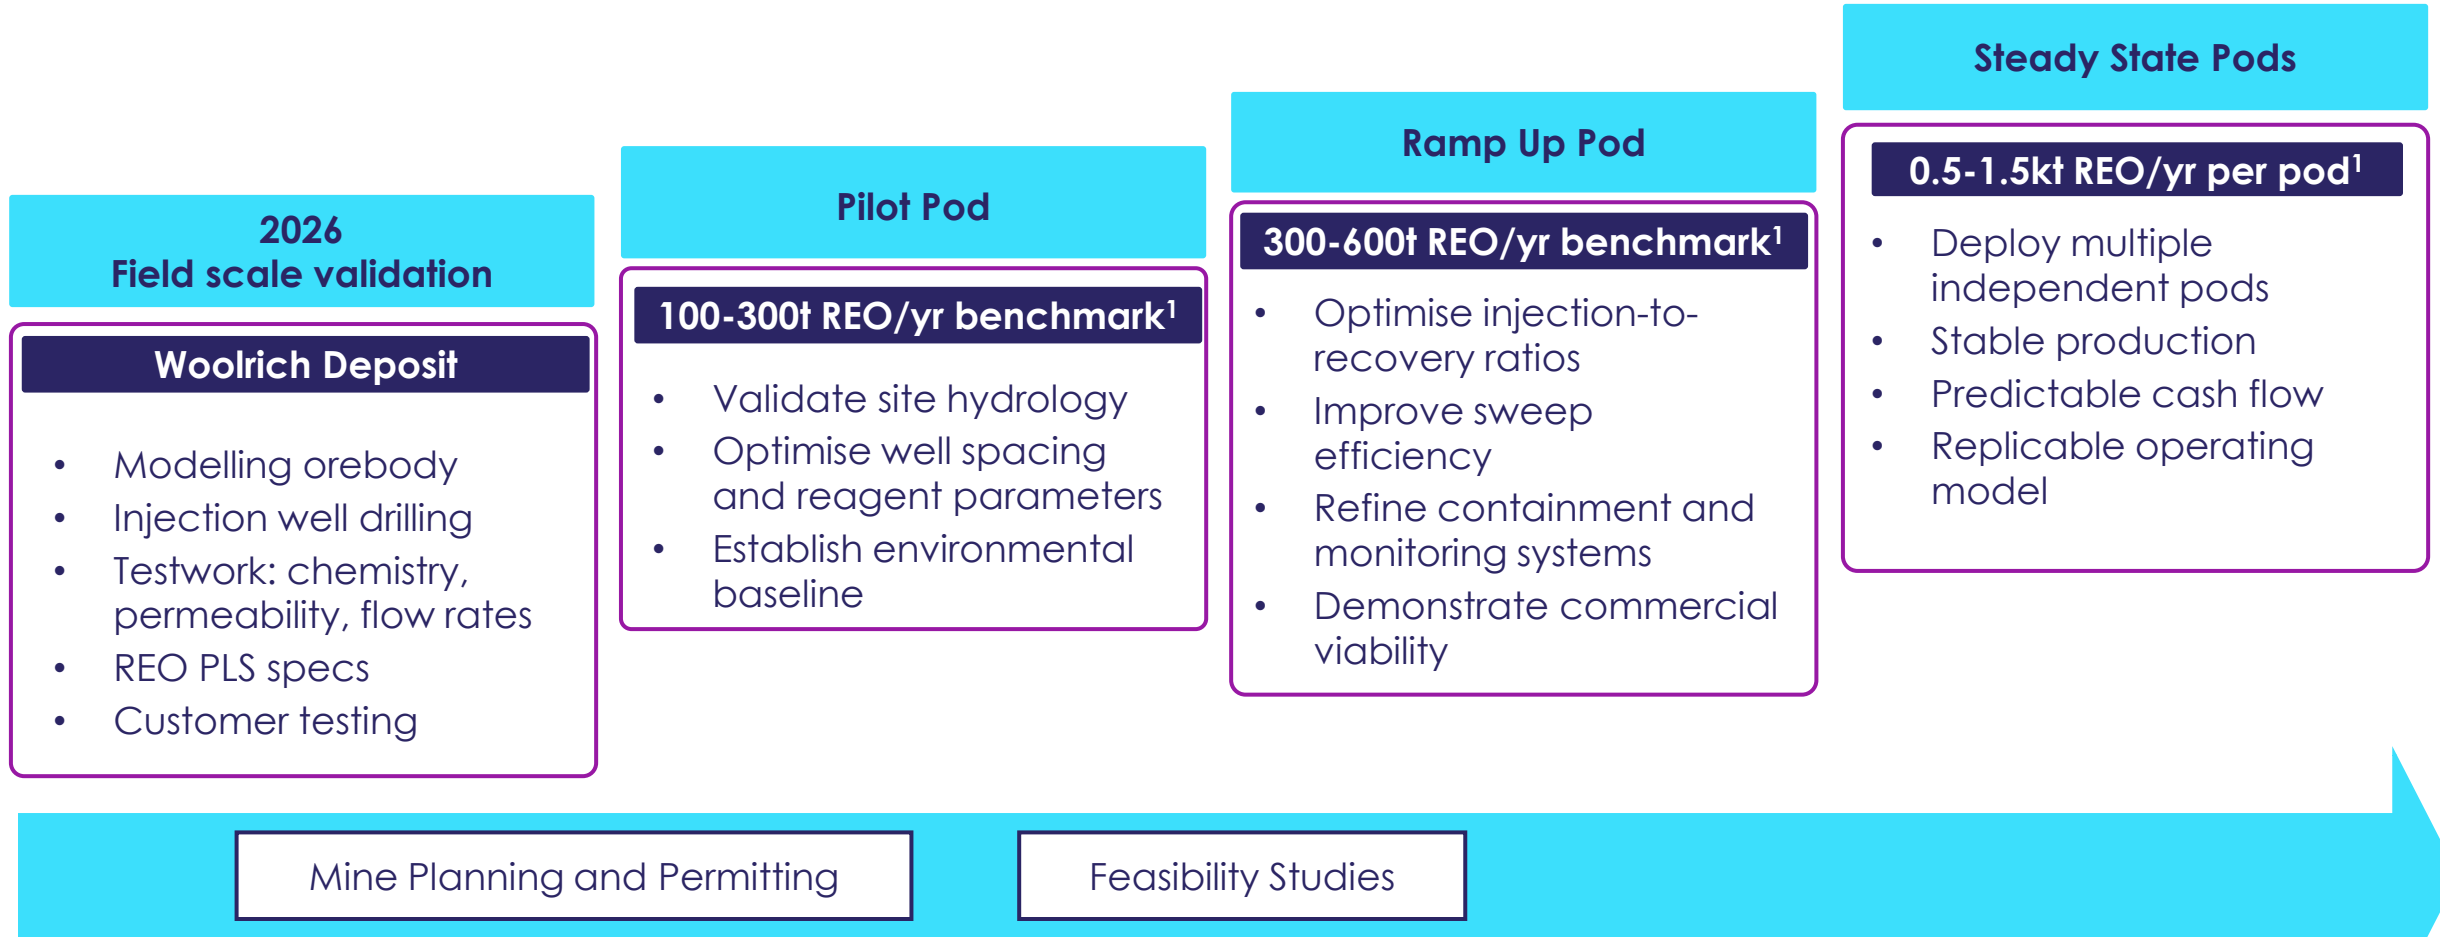 2026
Field scale validation
Woolrich Deposit
• Modelling orebody
• Injection well drilling
• Testwork: chemistry,
permeability, flow rates
• REO PLS specs
• Customer testing
Pilot Pod
100-300t REO/yr benchmark¹
• Validate site hydrology
• Optimise well spacing
and reagent parameters
• Establish environmental
baseline
Ramp Up Pod
300-600t REO/yr benchmark¹
• Optimise injection-to-
recovery ratios
• Improve sweep
efficiency
• Refine containment and
monitoring systems
• Demonstrate commercial
viability
Steady State Pods
0.5-1.5kt REO/yr per pod¹
• Deploy multiple
independent pods
• Stable production
• Predictable cash flow
• Replicable operating
model
Mine Planning and Permitting
Feasibility Studies